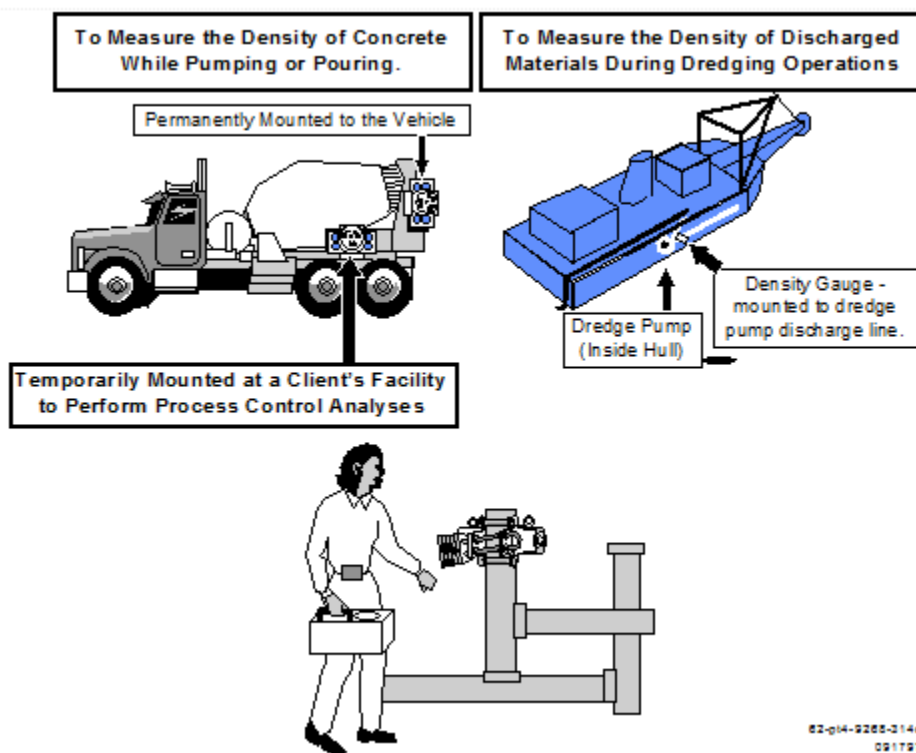 To Measure the Density of Concrete
While Pumping or Pouring.
To Measure the Density of Discharged
Materials During Dredging Operations
Permanently Mounted to the Vehicle
Density Gauge -
mounted to dredge
pump discharge line.
Dredge Pump
(Inside Hull)
Temporarily Mounted at a Client's Facility
to Perform Process Control Analyses